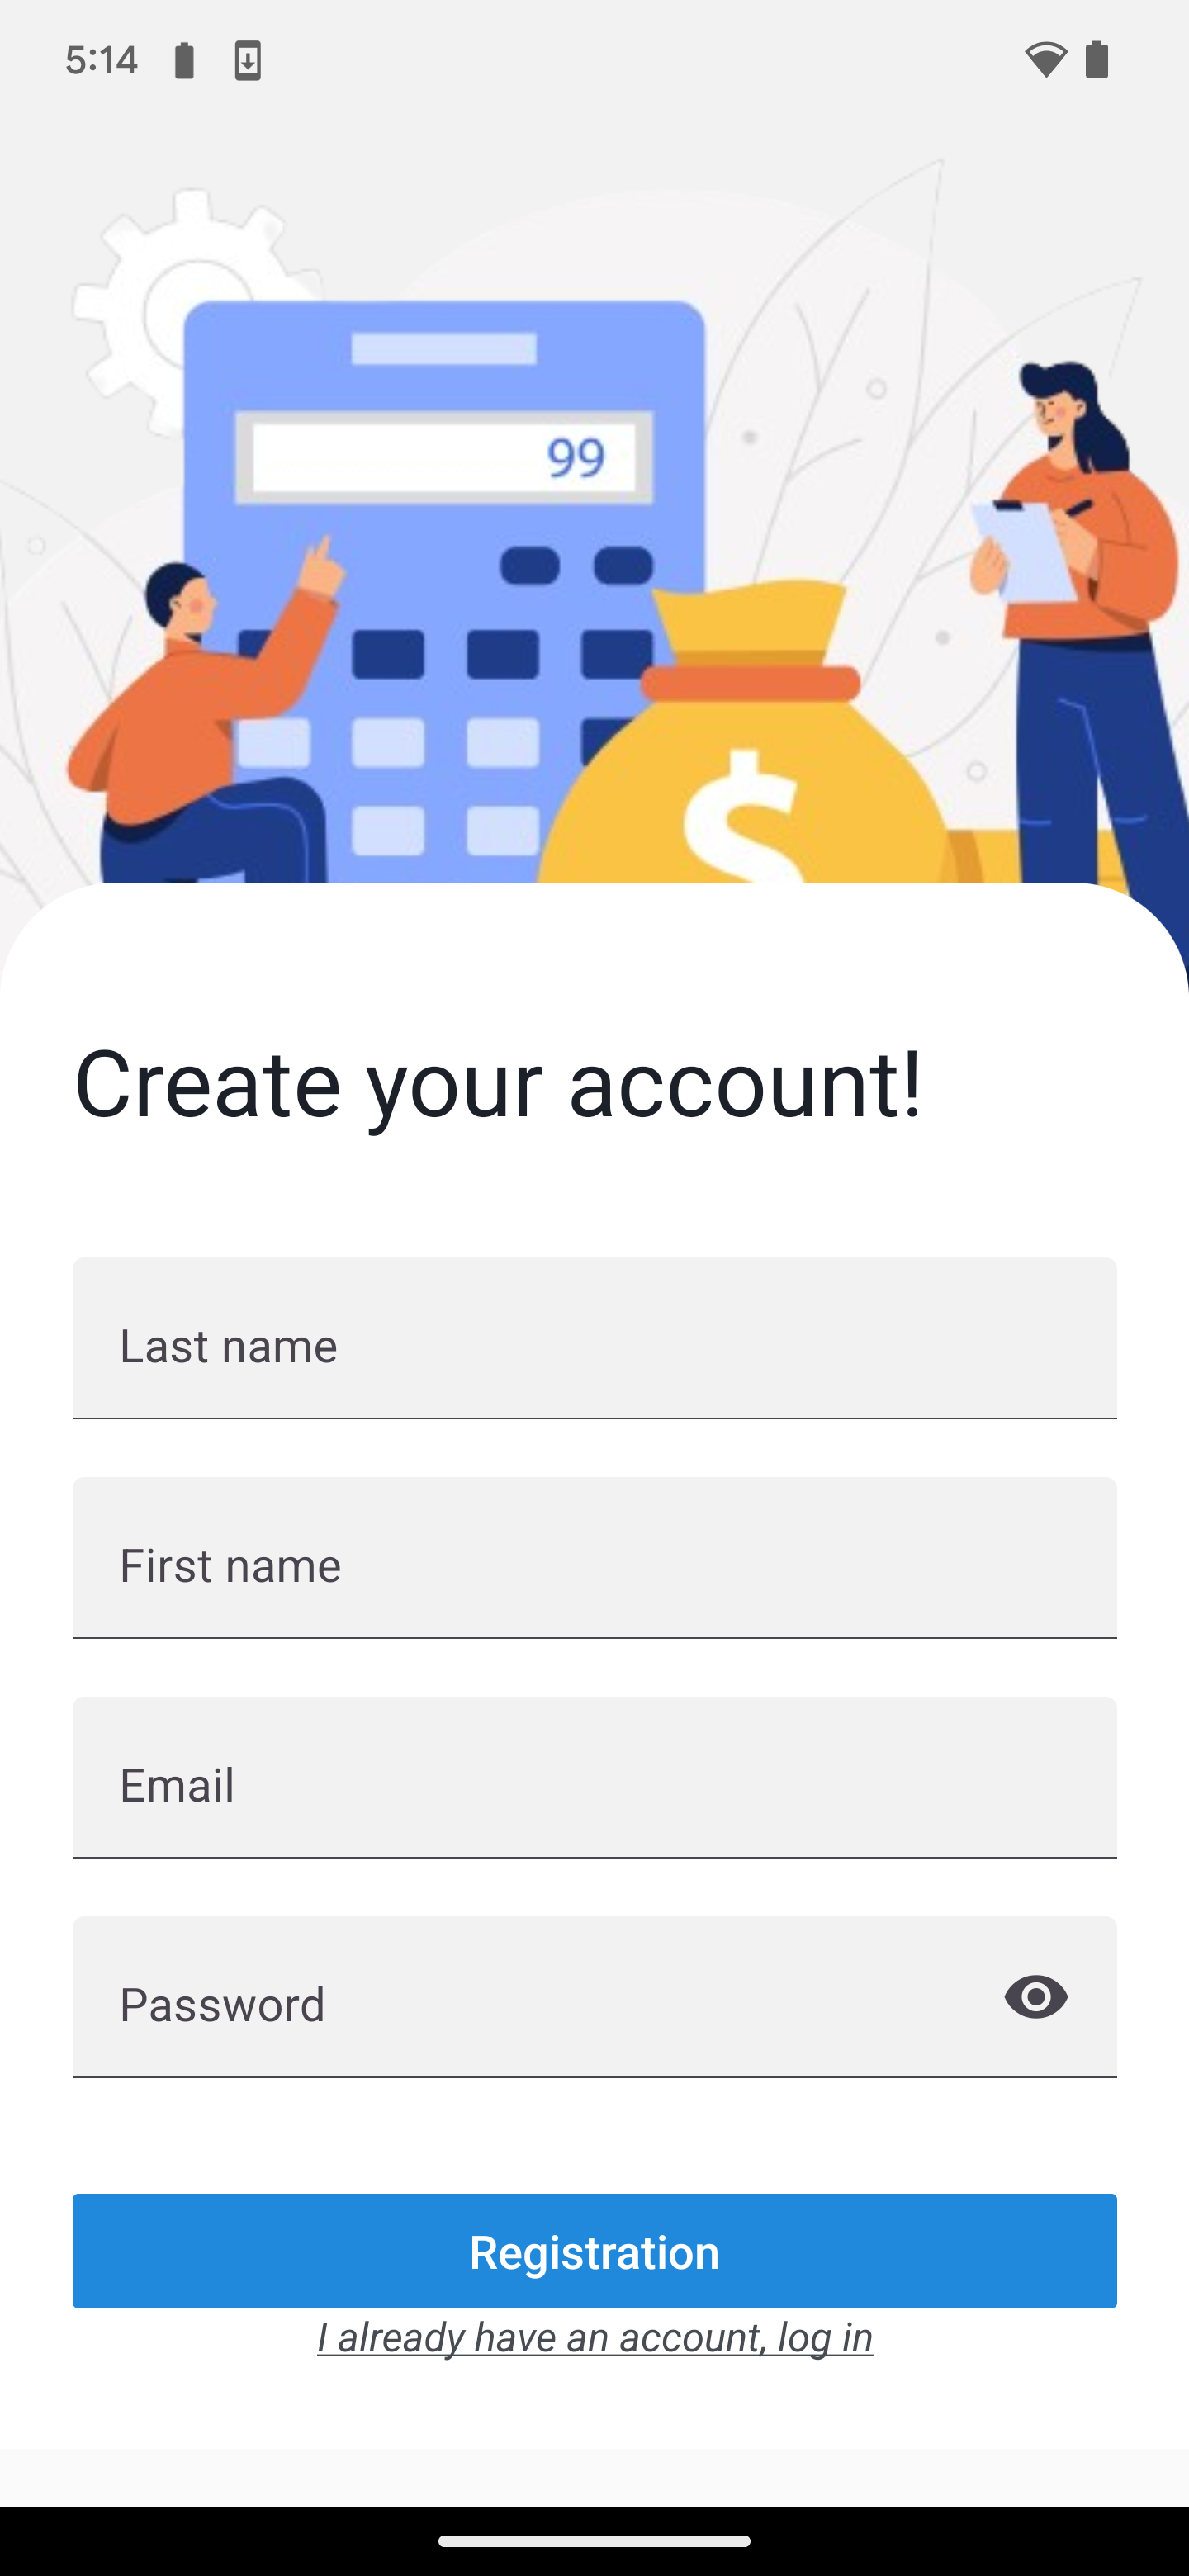 5:14
99
$
Create your account!
Last name
First name
Email
Password
Registration
I already have an account, log in